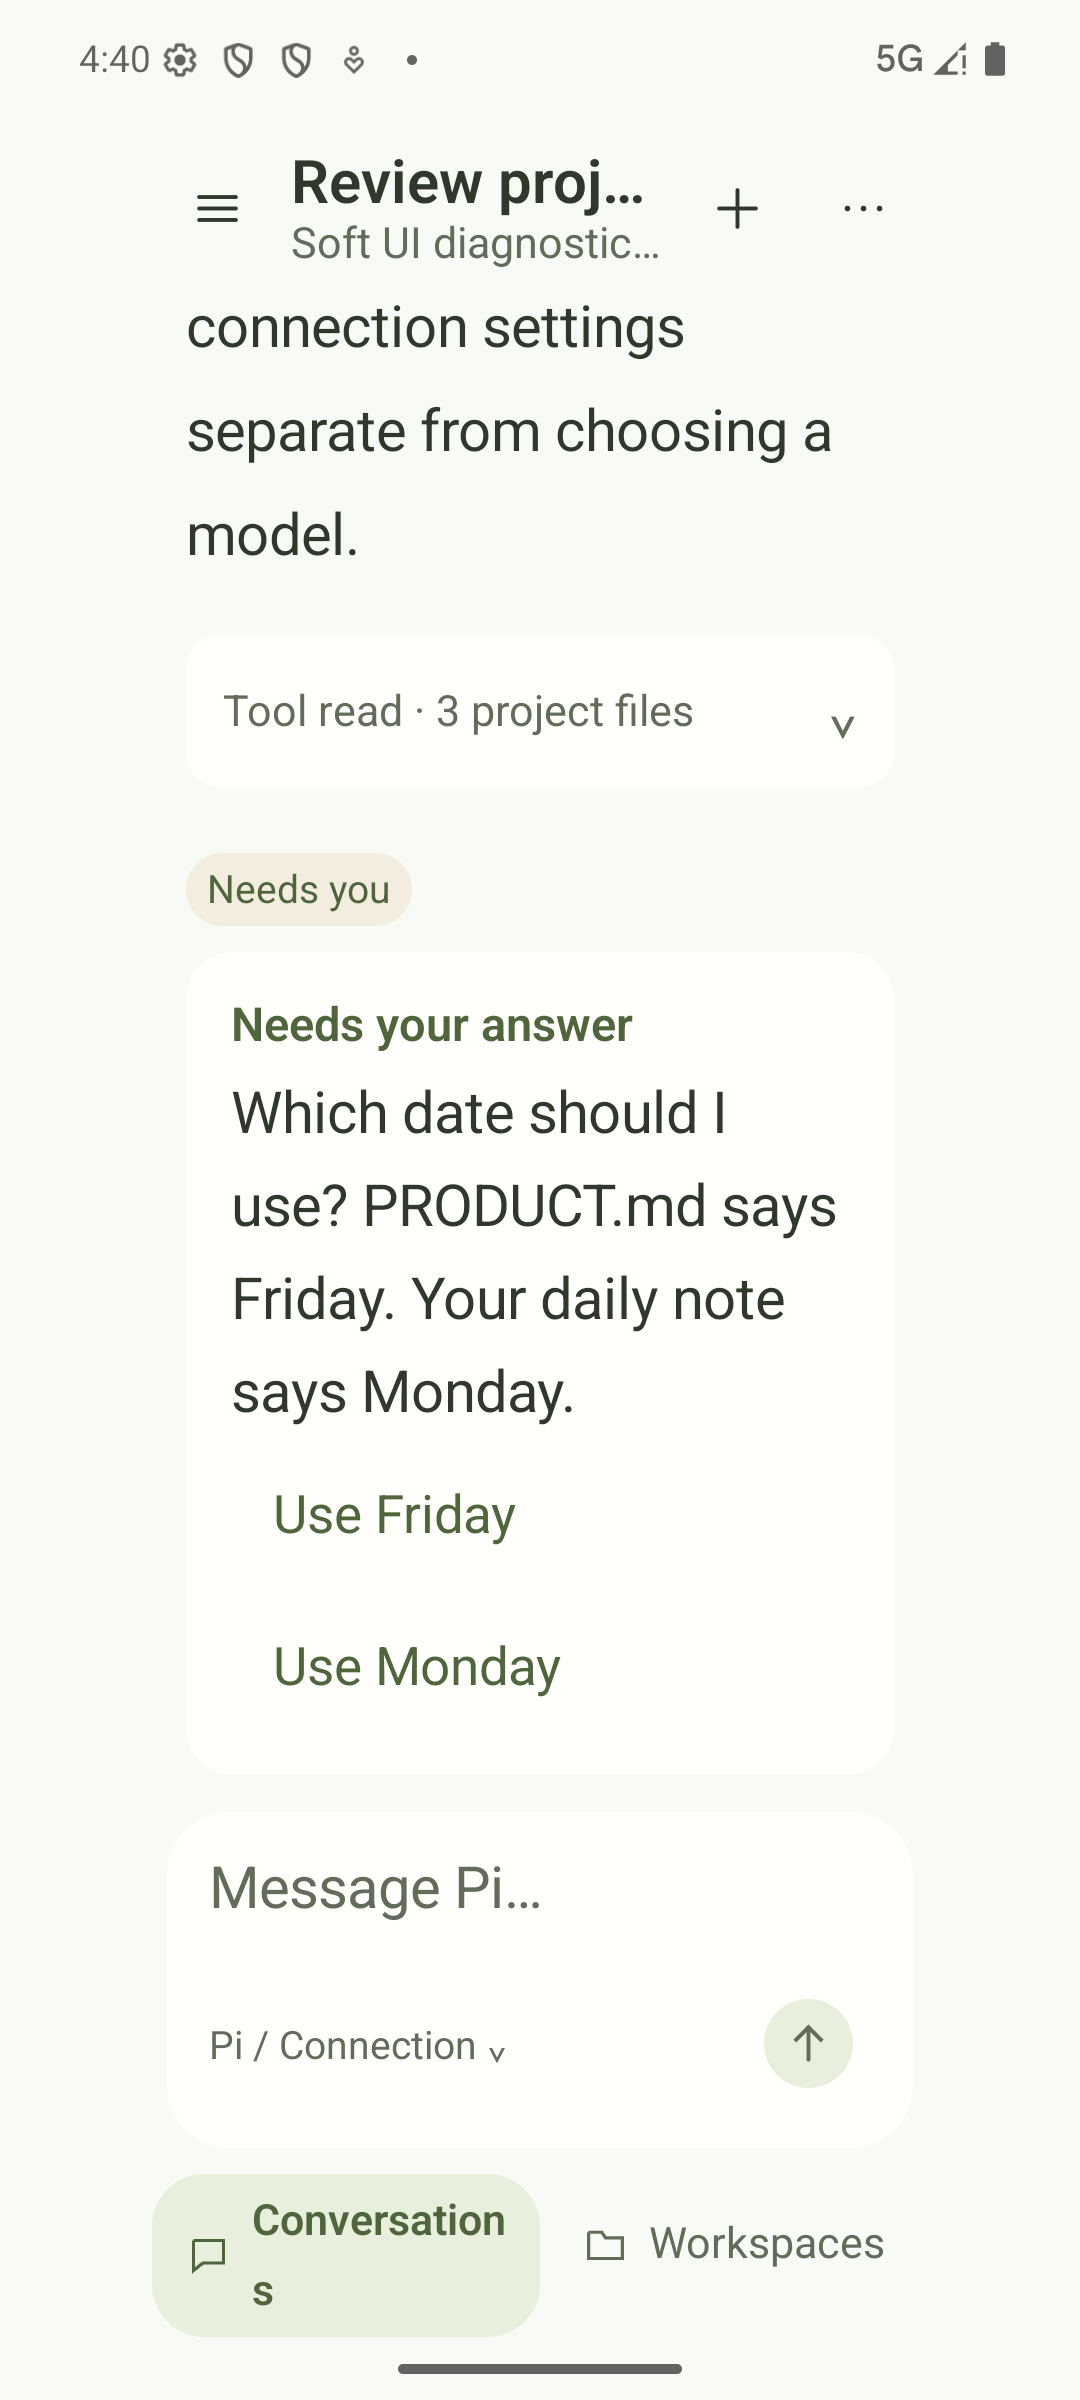 4:40
5G
Review proj…
Soft UI diagnostic…
connection settings
separate from choosing a
model.
Tool read · 3 project files
Needs you
Needs your answer
Which date should I
use? PRODUCT.md says
Friday. Your daily note
says Monday.
Use Friday
Use Monday
Message Pi…
Pi / Connection
Conversation
s
Workspaces